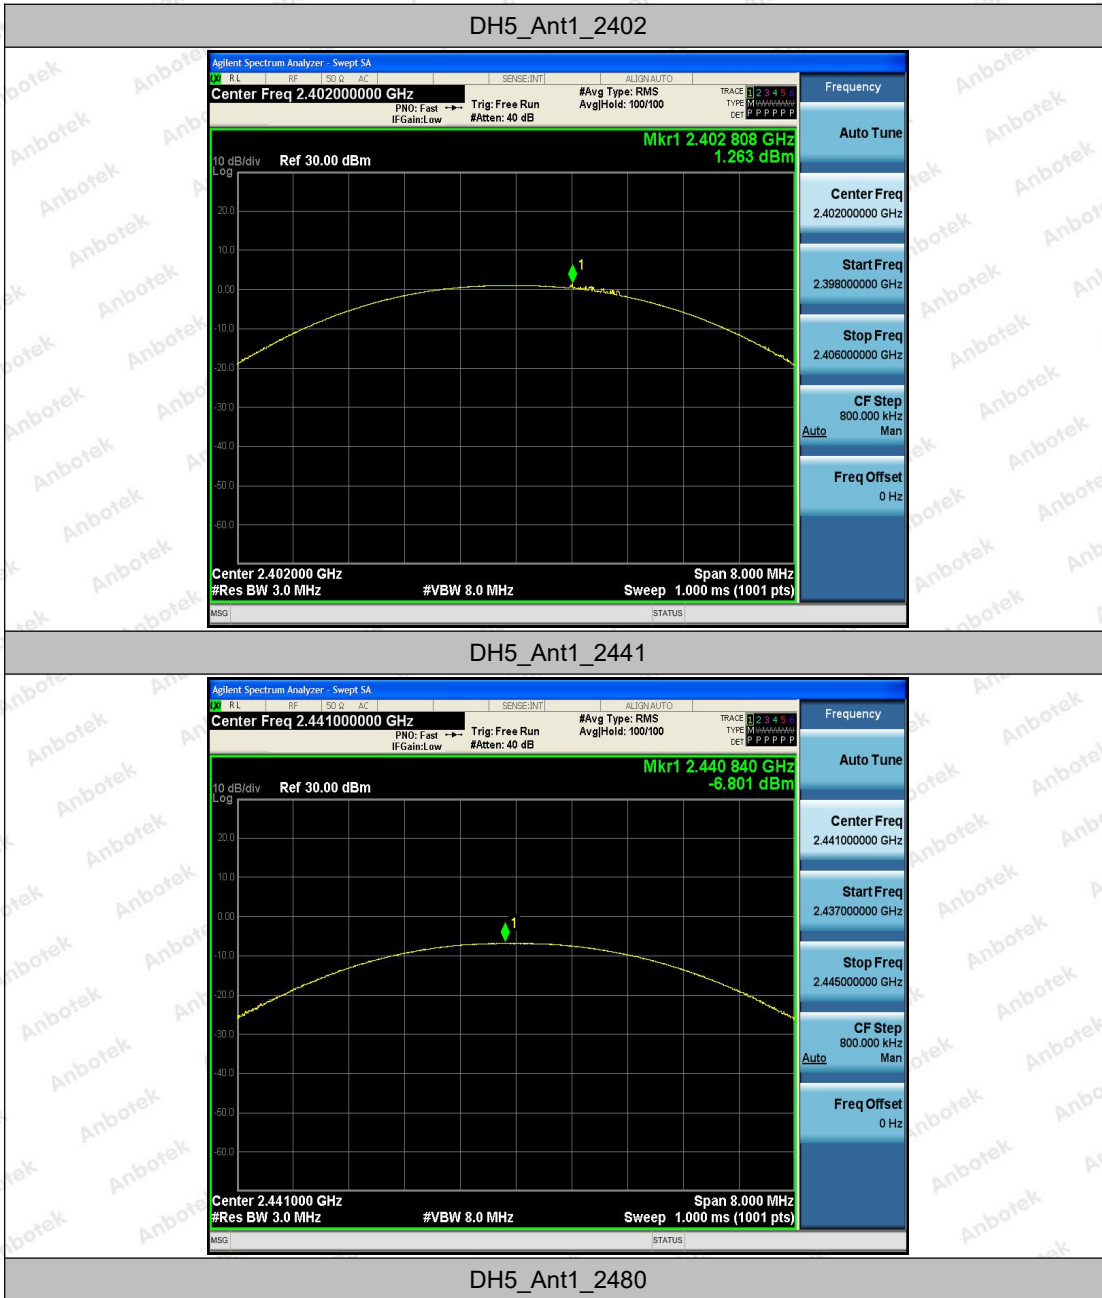 DH5_Ant1_2402
Agilent Spectrum Analyzer - Swept SA
LXI RL RF 50 Ω AC SENSE:INT ALIGNAUTO
Center Freq 2.402000000 GHz
PNO: Fast
IFGain:Low
Trig: Free Run
#Atten: 40 dB
#Avg Type: RMS
Avg|Hold: 100/100
TRACE 1 2 3 4 5 6
TYPE M WWWWW
DET P P P P P P
Mkr1 2.402 808 GHz
1.263 dBm
10 dB/div Ref 30.00 dBm
Log
20.0
10.0
0.00
-10.0
-20.0
-30.0
-40.0
-50.0
-60.0
1
Center 2.402000 GHz Span 8.000 MHz
#Res BW 3.0 MHz #VBW 8.0 MHz Sweep 1.000 ms (1001 pts)
MSG STATUS
Frequency
Auto Tune
Center Freq
2.402000000 GHz
Start Freq
2.398000000 GHz
Stop Freq
2.406000000 GHz
CF Step
800.000 kHz
Auto Man
Freq Offset
0 Hz
DH5_Ant1_2441
Agilent Spectrum Analyzer - Swept SA
LXI RL RF 50 Ω AC SENSE:INT ALIGNAUTO
Center Freq 2.441000000 GHz
PNO: Fast
IFGain:Low
Trig: Free Run
#Atten: 40 dB
#Avg Type: RMS
Avg|Hold: 100/100
TRACE 1 2 3 4 5 6
TYPE M WWWWW
DET P P P P P P
Mkr1 2.440 840 GHz
-6.801 dBm
10 dB/div Ref 30.00 dBm
Log
20.0
10.0
0.00
-10.0
-20.0
-30.0
-40.0
-50.0
-60.0
1
Center 2.441000 GHz Span 8.000 MHz
#Res BW 3.0 MHz #VBW 8.0 MHz Sweep 1.000 ms (1001 pts)
MSG STATUS
Frequency
Auto Tune
Center Freq
2.441000000 GHz
Start Freq
2.437000000 GHz
Stop Freq
2.445000000 GHz
CF Step
800.000 kHz
Auto Man
Freq Offset
0 Hz
DH5_Ant1_2480
Anbotek